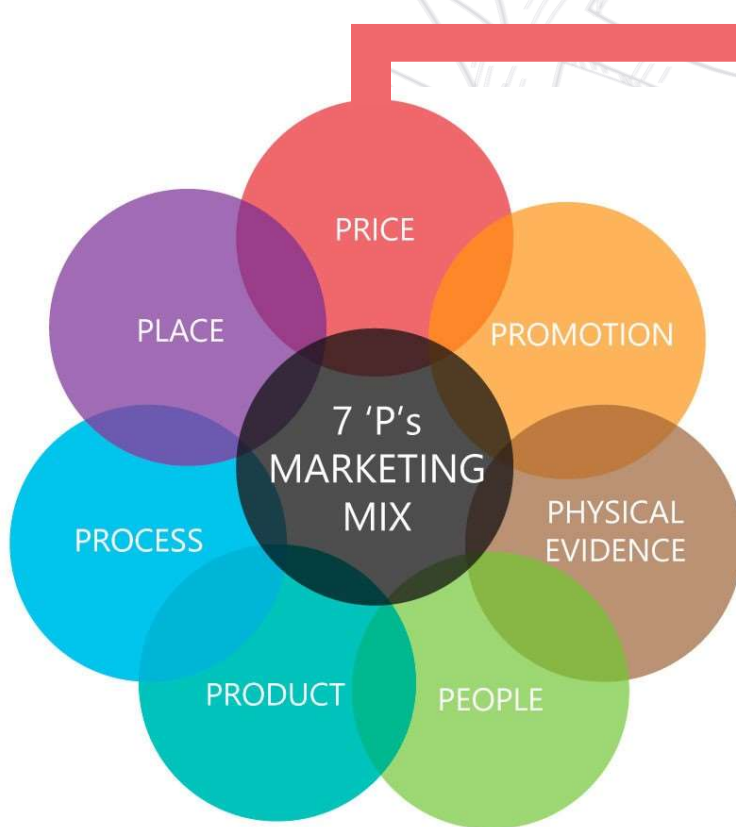 PRICE
PROMOTION
PLACE
7 ‘P’s
MARKETING
MIX
PHYSICAL
EVIDENCE
PROCESS
PRODUCT
PEOPLE